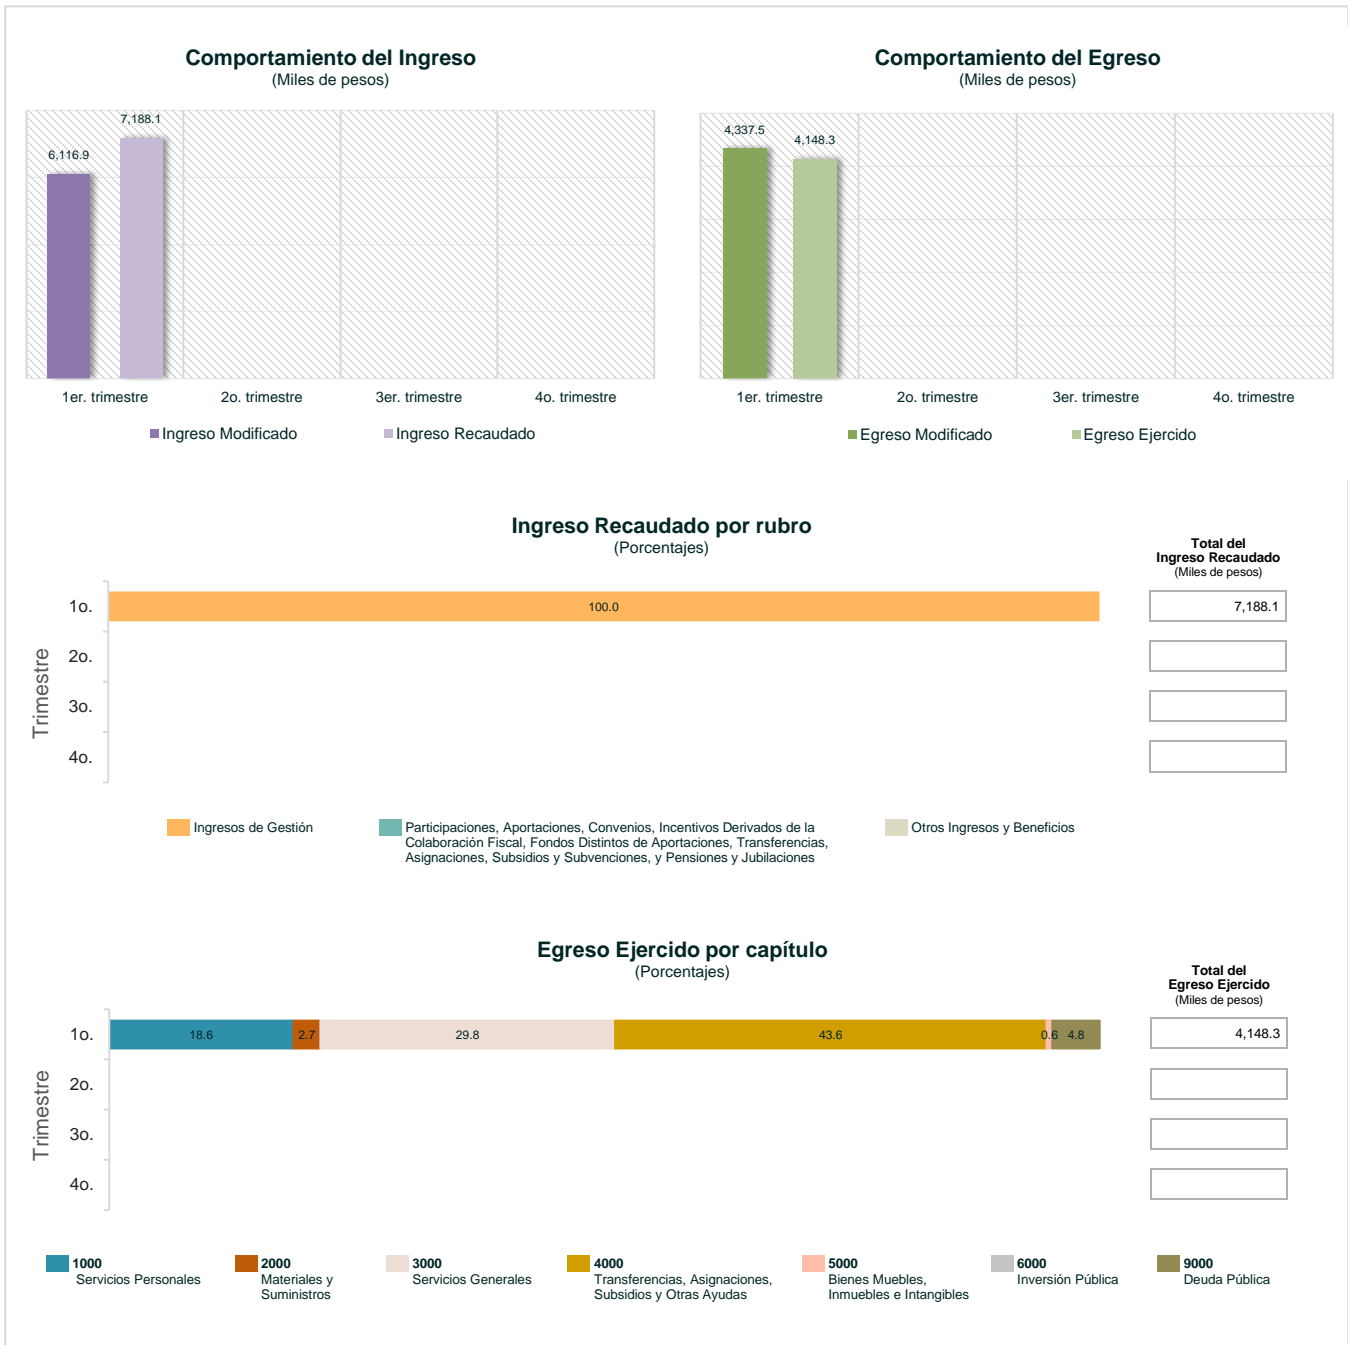 Comportamiento del Ingreso
(Miles de pesos)
7,188.1
6,116.9
1er. trimestre 2o. trimestre 3er. trimestre 4o. trimestre
Ingreso Modificado Ingreso Recaudado
Comportamiento del Egreso
(Miles de pesos)
4,337.5
4,148.3
1er. trimestre 2o. trimestre 3er. trimestre 4o. trimestre
Egreso Modificado Egreso Ejercido
Ingreso Recaudado por rubro
(Porcentajes)
Total del
Ingreso Recaudado
(Miles de pesos)
Trimestre
1o. 100.0 7,188.1
2o.
3o.
4o.
Ingresos de Gestión
Participaciones, Aportaciones, Convenios, Incentivos Derivados de la
Colaboración Fiscal, Fondos Distintos de Aportaciones, Transferencias,
Asignaciones, Subsidios y Subvenciones, y Pensiones y Jubilaciones
Otros Ingresos y Beneficios
Egreso Ejercido por capítulo
(Porcentajes)
Total del
Egreso Ejercido
(Miles de pesos)
Trimestre
1o. 18.6 2.7 29.8 43.6 0.6 4.8 4,148.3
2o.
3o.
4o.
1000
Servicios Personales
2000
Materiales y
Suministros
3000
Servicios Generales
4000
Transferencias, Asignaciones,
Subsidios y Otras Ayudas
5000
Bienes Muebles,
Inmuebles e Intangibles
6000
Inversión Pública
9000
Deuda Pública